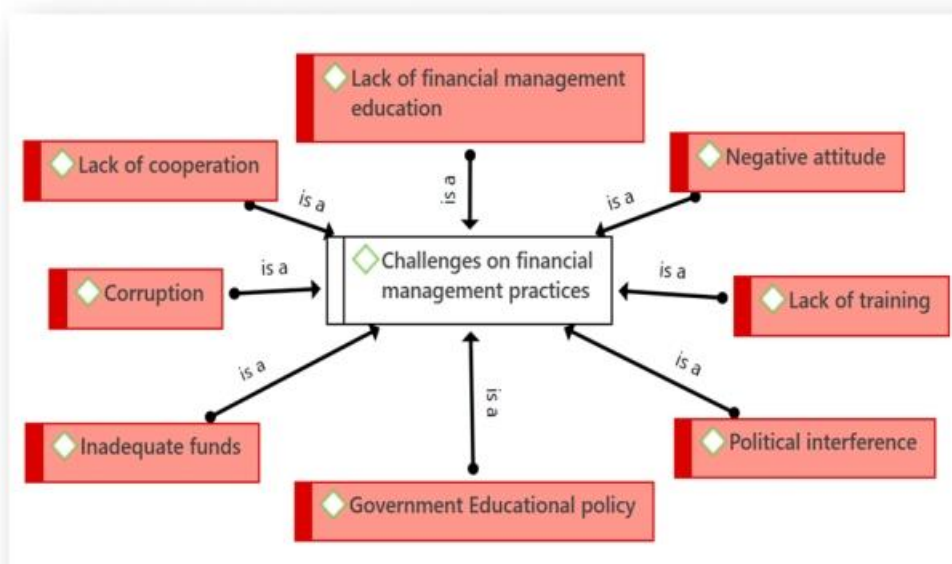 Lack of financial management
education
Lack of cooperation
Negative attitude
is a
is a
is a
Challenges on financial
management practices
Corruption
is a
is a
Lack of training
is a
is a
is a
Inadequate funds
Political interference
Government Educational policy